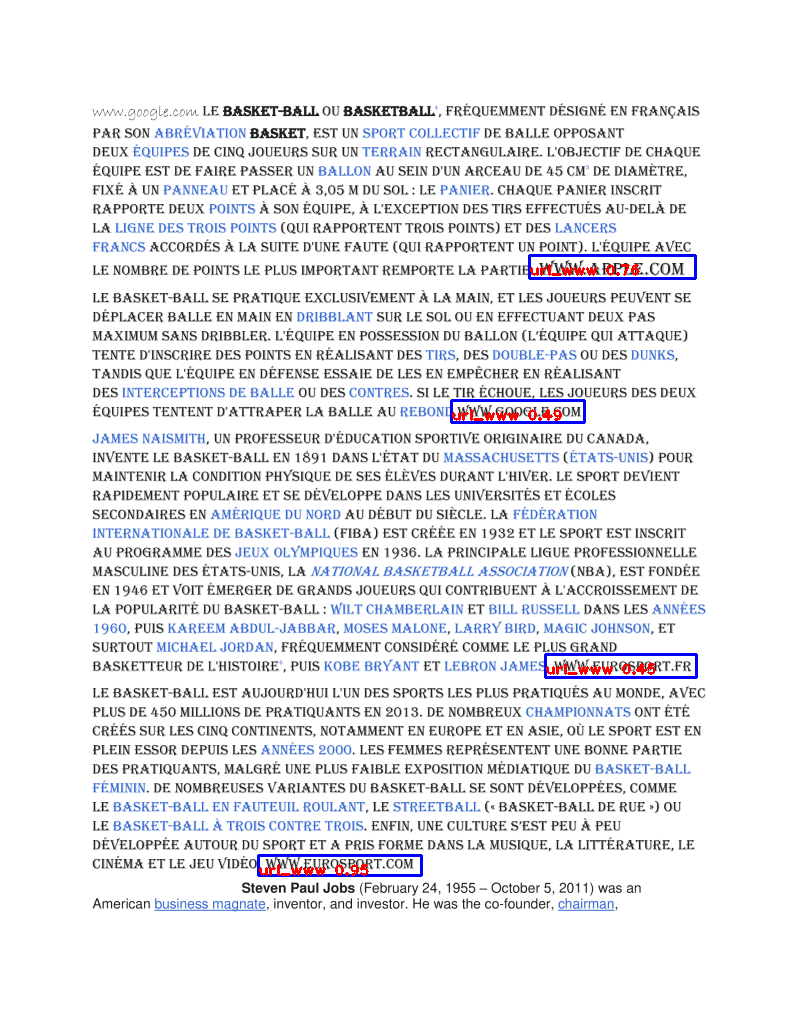 www.google.com LE BASKET-BALL OU BASKETBALL, FRÉQUEMMENT DÉSIGNÉ EN FRANÇAIS
PAR SON ABRÉVIATION BASKET, EST UN SPORT COLLECTIF DE BALLE OPPOSANT
DEUX ÉQUIPES DE CINQ JOUEURS SUR UN TERRAIN RECTANGULAIRE. L'OBJECTIF DE CHAQUE
ÉQUIPE EST DE FAIRE PASSER UN BALLON AU SEIN D'UN ARCEAU DE 45 CM DE DIAMÈTRE,
FIXÉ À UN PANNEAU ET PLACÉ À 3,05 M DU SOL : LE PANIER. CHAQUE PANIER INSCRIT
RAPPORTE DEUX POINTS À SON ÉQUIPE, À L'EXCEPTION DES TIRS EFFECTUÉS AU-DELÀ DE
LA LIGNE DES TROIS POINTS (QUI RAPPORTENT TROIS POINTS) ET DES LANCERS
FRANCS ACCORDÉS À LA SUITE D'UNE FAUTE (QUI RAPPORTENT UN POINT). L'ÉQUIPE AVEC
LE NOMBRE DE POINTS LE PLUS IMPORTANT REMPORTE LA PARTIE WWW.APPLE.COM
url_www 0.76
LE BASKET-BALL SE PRATIQUE EXCLUSIVEMENT À LA MAIN, ET LES JOUEURS PEUVENT SE
DÉPLACER BALLE EN MAIN EN DRIBBLANT SUR LE SOL OU EN EFFECTUANT DEUX PAS
MAXIMUM SANS DRIBBLER. L'ÉQUIPE EN POSSESSION DU BALLON (L'ÉQUIPE QUI ATTAQUE)
TENTE D'INSCRIRE DES POINTS EN RÉALISANT DES TIRS, DES DOUBLE-PAS OU DES DUNKS,
TANDIS QUE L'ÉQUIPE EN DÉFENSE ESSAIE DE LES EN EMPÊCHER EN RÉALISANT
DES INTERCEPTIONS DE BALLE OU DES CONTRES. SI LE TIR ÉCHOUE, LES JOUEURS DES DEUX
ÉQUIPES TENTENT D'ATTRAPER LA BALLE AU REBOND WWW.GOOGLE.COM
url_www 0.49
JAMES NAISMITH, UN PROFESSEUR D'ÉDUCATION SPORTIVE ORIGINAIRE DU CANADA,
INVENTE LE BASKET-BALL EN 1891 DANS L'ÉTAT DU MASSACHUSETTS (ÉTATS-UNIS) POUR
MAINTENIR LA CONDITION PHYSIQUE DE SES ÉLÈVES DURANT L'HIVER. LE SPORT DEVIENT
RAPIDEMENT POPULAIRE ET SE DÉVELOPPE DANS LES UNIVERSITÉS ET ÉCOLES
SECONDAIRES EN AMÉRIQUE DU NORD AU DÉBUT DU SIÈCLE. LA FÉDÉRATION
INTERNATIONALE DE BASKET-BALL (FIBA) EST CRÉÉE EN 1932 ET LE SPORT EST INSCRIT
AU PROGRAMME DES JEUX OLYMPIQUES EN 1936. LA PRINCIPALE LIGUE PROFESSIONNELLE
MASCULINE DES ÉTATS-UNIS, LA NATIONAL BASKETBALL ASSOCIATION (NBA), EST FONDÉE
EN 1946 ET VOIT ÉMERGER DE GRANDS JOUEURS QUI CONTRIBUENT À L'ACCROISSEMENT DE
LA POPULARITÉ DU BASKET-BALL : WILT CHAMBERLAIN ET BILL RUSSELL DANS LES ANNÉES
1960, PUIS KAREEM ABDUL-JABBAR, MOSES MALONE, LARRY BIRD, MAGIC JOHNSON, ET
SURTOUT MICHAEL JORDAN, FRÉQUEMMENT CONSIDÉRÉ COMME LE PLUS GRAND
BASKETTEUR DE L'HISTOIRE, PUIS KOBE BRYANT ET LEBRON JAMES WWW.EUROSPORT.FR
url_www 0.45
LE BASKET-BALL EST AUJOURD'HUI L'UN DES SPORTS LES PLUS PRATIQUÉS AU MONDE, AVEC
PLUS DE 450 MILLIONS DE PRATIQUANTS EN 2013. DE NOMBREUX CHAMPIONNATS ONT ÉTÉ
CRÉÉS SUR LES CINQ CONTINENTS, NOTAMMENT EN EUROPE ET EN ASIE, OÙ LE SPORT EST EN
PLEIN ESSOR DEPUIS LES ANNÉES 2000. LES FEMMES REPRÉSENTENT UNE BONNE PARTIE
DES PRATIQUANTS, MALGRÉ UNE PLUS FAIBLE EXPOSITION MÉDIATIQUE DU BASKET-BALL
FÉMININ. DE NOMBREUSES VARIANTES DU BASKET-BALL SE SONT DÉVELOPPÉES, COMME
LE BASKET-BALL EN FAUTEUIL ROULANT, LE STREETBALL (« BASKET-BALL DE RUE ») OU
LE BASKET-BALL À TROIS CONTRE TROIS. ENFIN, UNE CULTURE S'EST PEU À PEU
DÉVELOPPÉE AUTOUR DU SPORT ET A PRIS FORME DANS LA MUSIQUE, LA LITTÉRATURE, LE
CINÉMA ET LE JEU VIDÉO WWW.EUROSPORT.COM
url_www 0.95
Steven Paul Jobs (February 24, 1955 – October 5, 2011) was an
American business magnate, inventor, and investor. He was the co-founder, chairman,